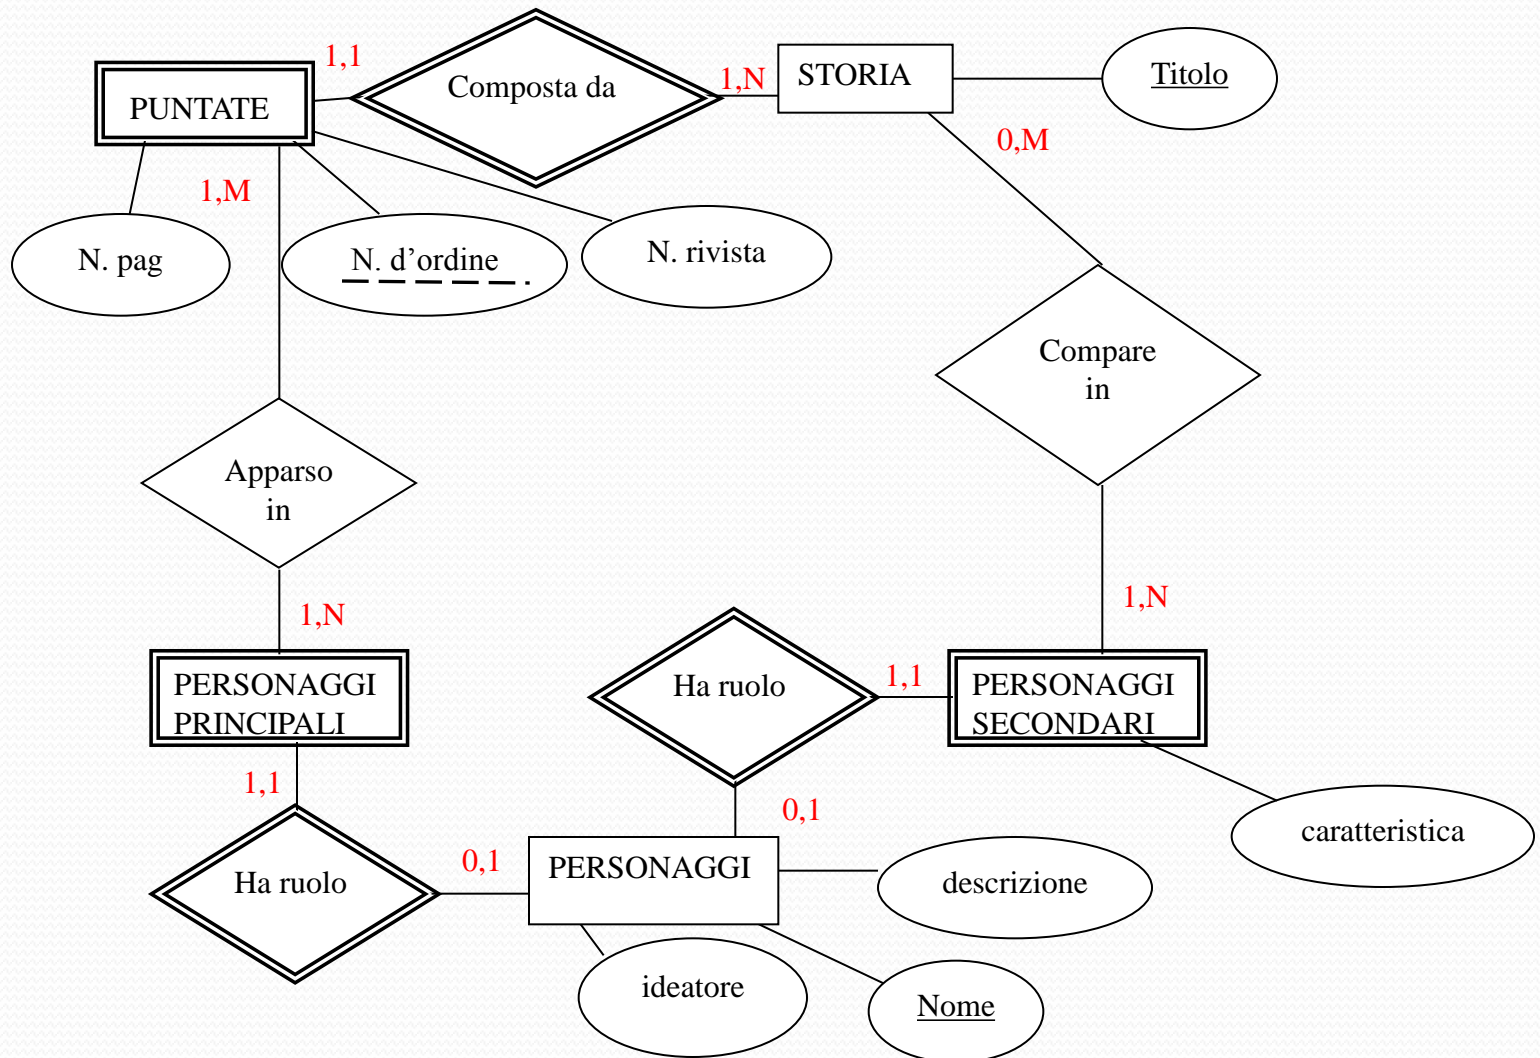 1,1
Composta da
1,N
STORIA
Titolo
PUNTATE
0,M
1,M
N. pag
N. d’ordine
N. rivista
Compare
in
Apparso
in
1,N
1,N
PERSONAGGI
PRINCIPALI
Ha ruolo
1,1
PERSONAGGI
SECONDARI
1,1
0,1
caratteristica
Ha ruolo
0,1
PERSONAGGI
descrizione
ideatore
Nome